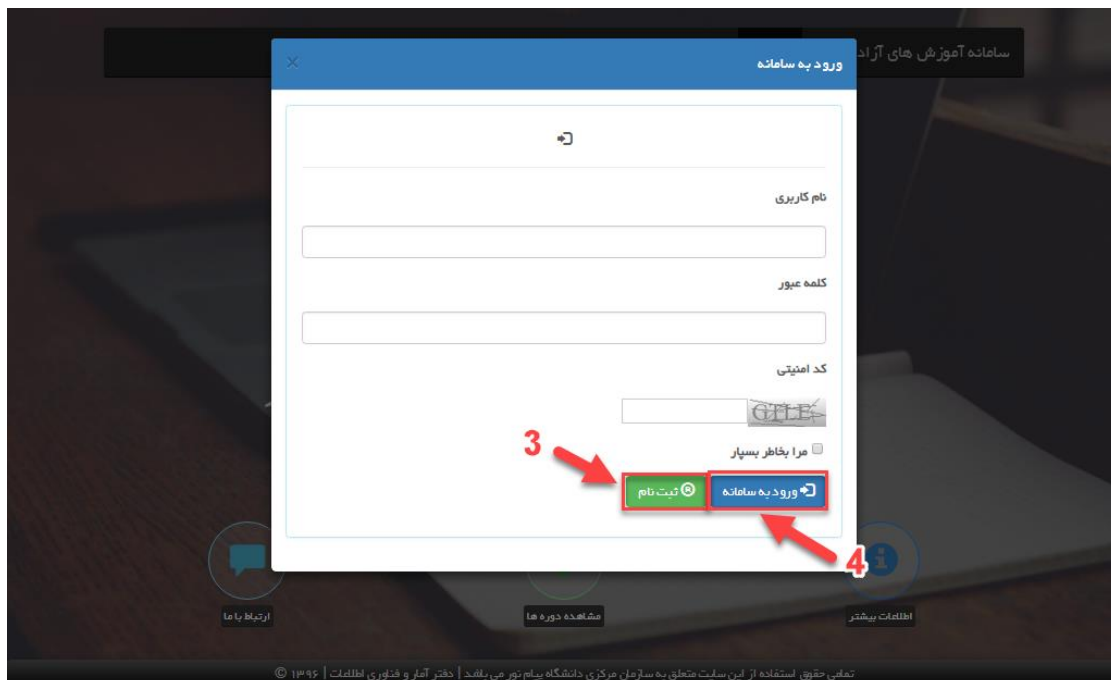 سامانه آموزش های آزاد
ورود به سامانه
×
نام کاربری
کلمه عبور
کد امنیتی
GTLE
مرا بخاطر بسپار
3
ورود به سامانه
ثبت نام
4
اطلاعات بیشتر
مشاهده دوره ها
ارتباط با ما
تمامی حقوق استفاده از این سایت متعلق به سازمان مرکزی دانشگاه پیام نور می باشد | دفتر آمار و فناوری اطلاعات | ۱۳۹۶ ©